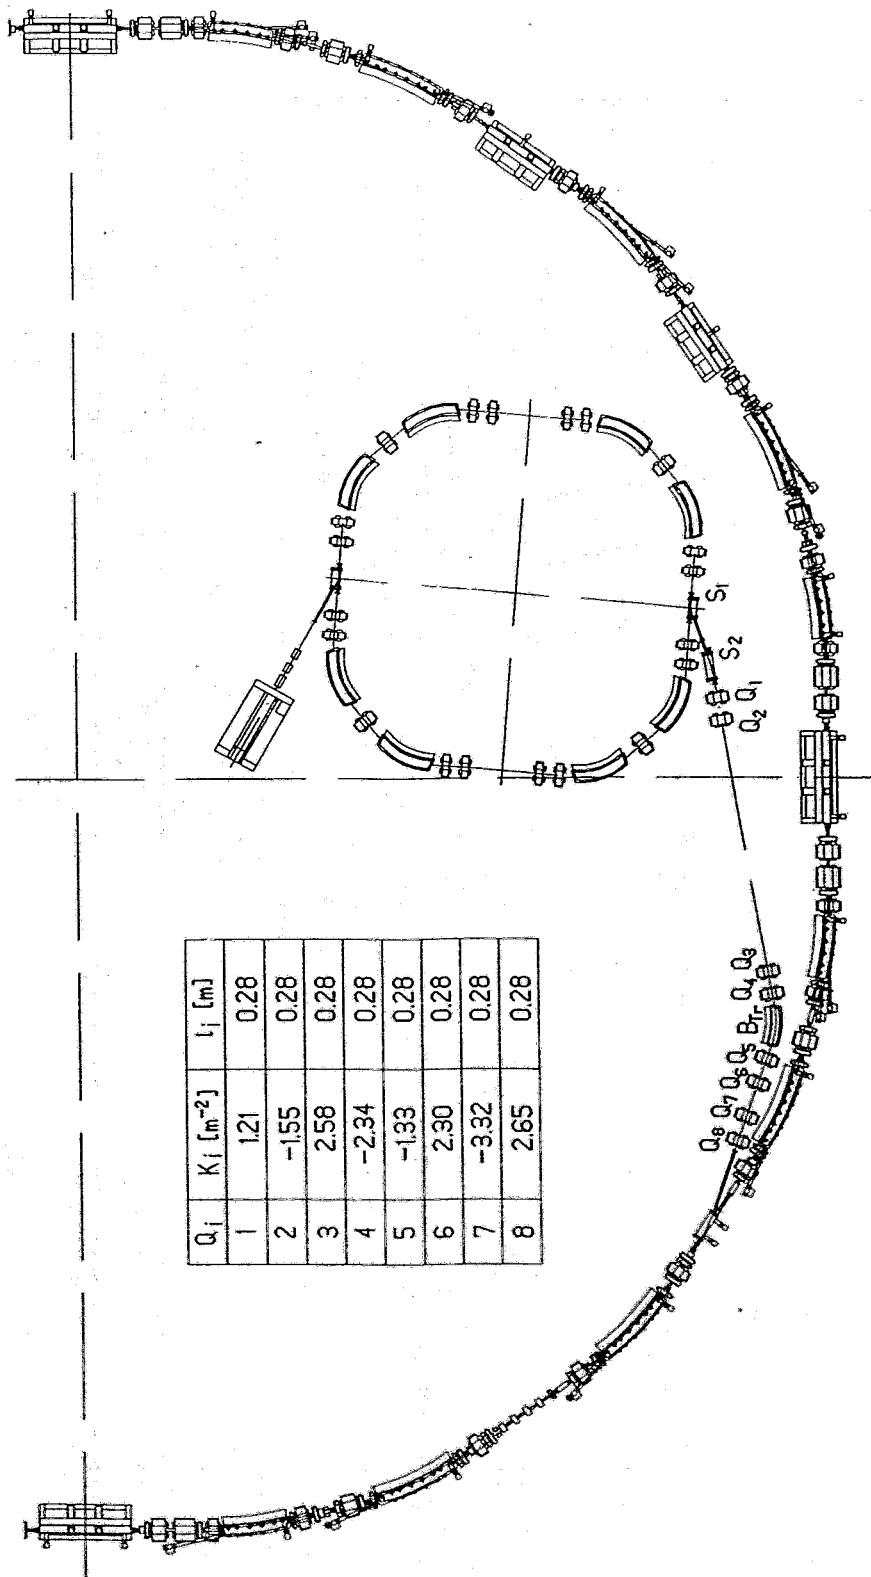 S₁
S₂
Q₁
Q₂
Q₃
Q₄
B_Tr
Q₅
Q₆
Q₇
Q₈
Qᵢ Kᵢ [m⁻²] lᵢ [m]
1 1.21 0.28
2 -1.55 0.28
3 2.58 0.28
4 -2.34 0.28
5 -1.33 0.28
6 2.30 0.28
7 -3.32 0.28
8 2.65 0.28